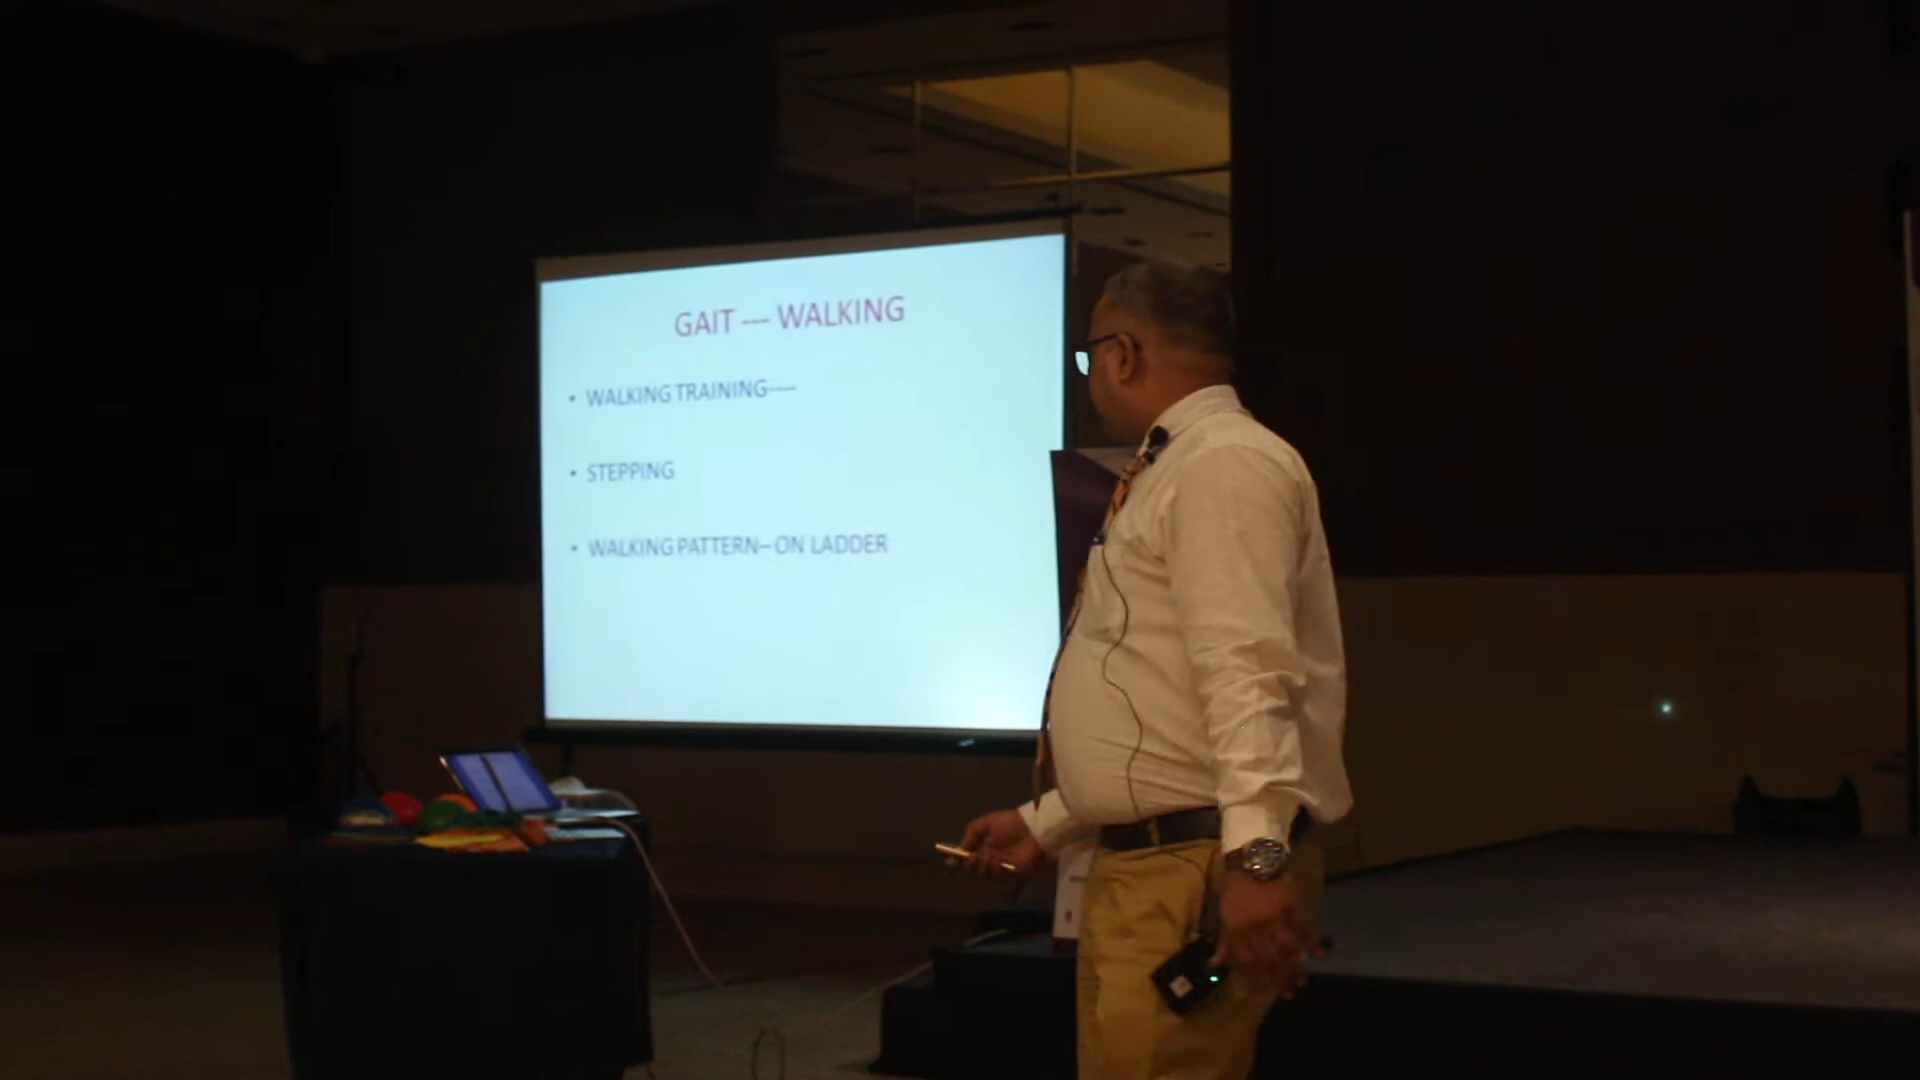 GAIT --- WALKING
• WALKING TRAINING----
• STEPPING
• WALKING PATTERN-- ON LADDER